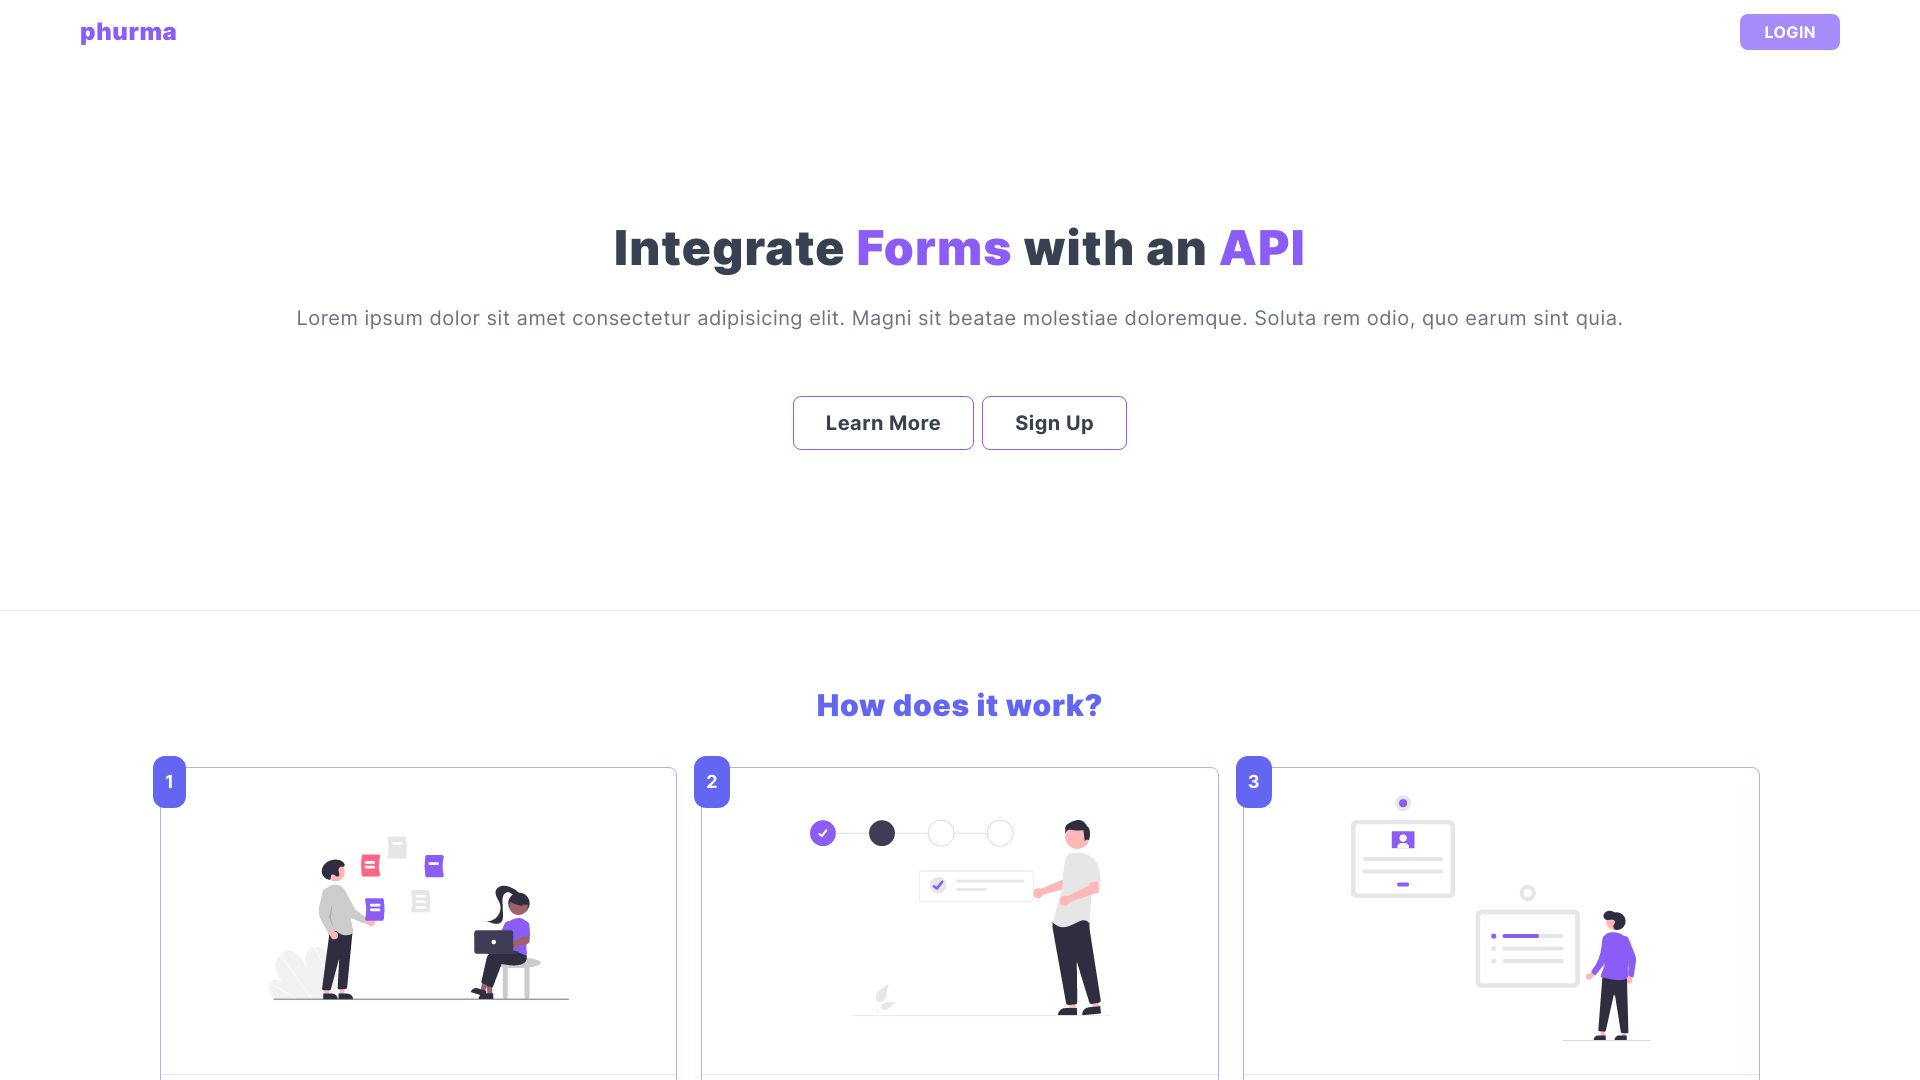 phurma
LOGIN
Integrate Forms with an API
Lorem ipsum dolor sit amet consectetur adipisicing elit. Magni sit beatae molestiae doloremque. Soluta rem odio, quo earum sint quia.
Learn More
Sign Up
How does it work?
1
2
3